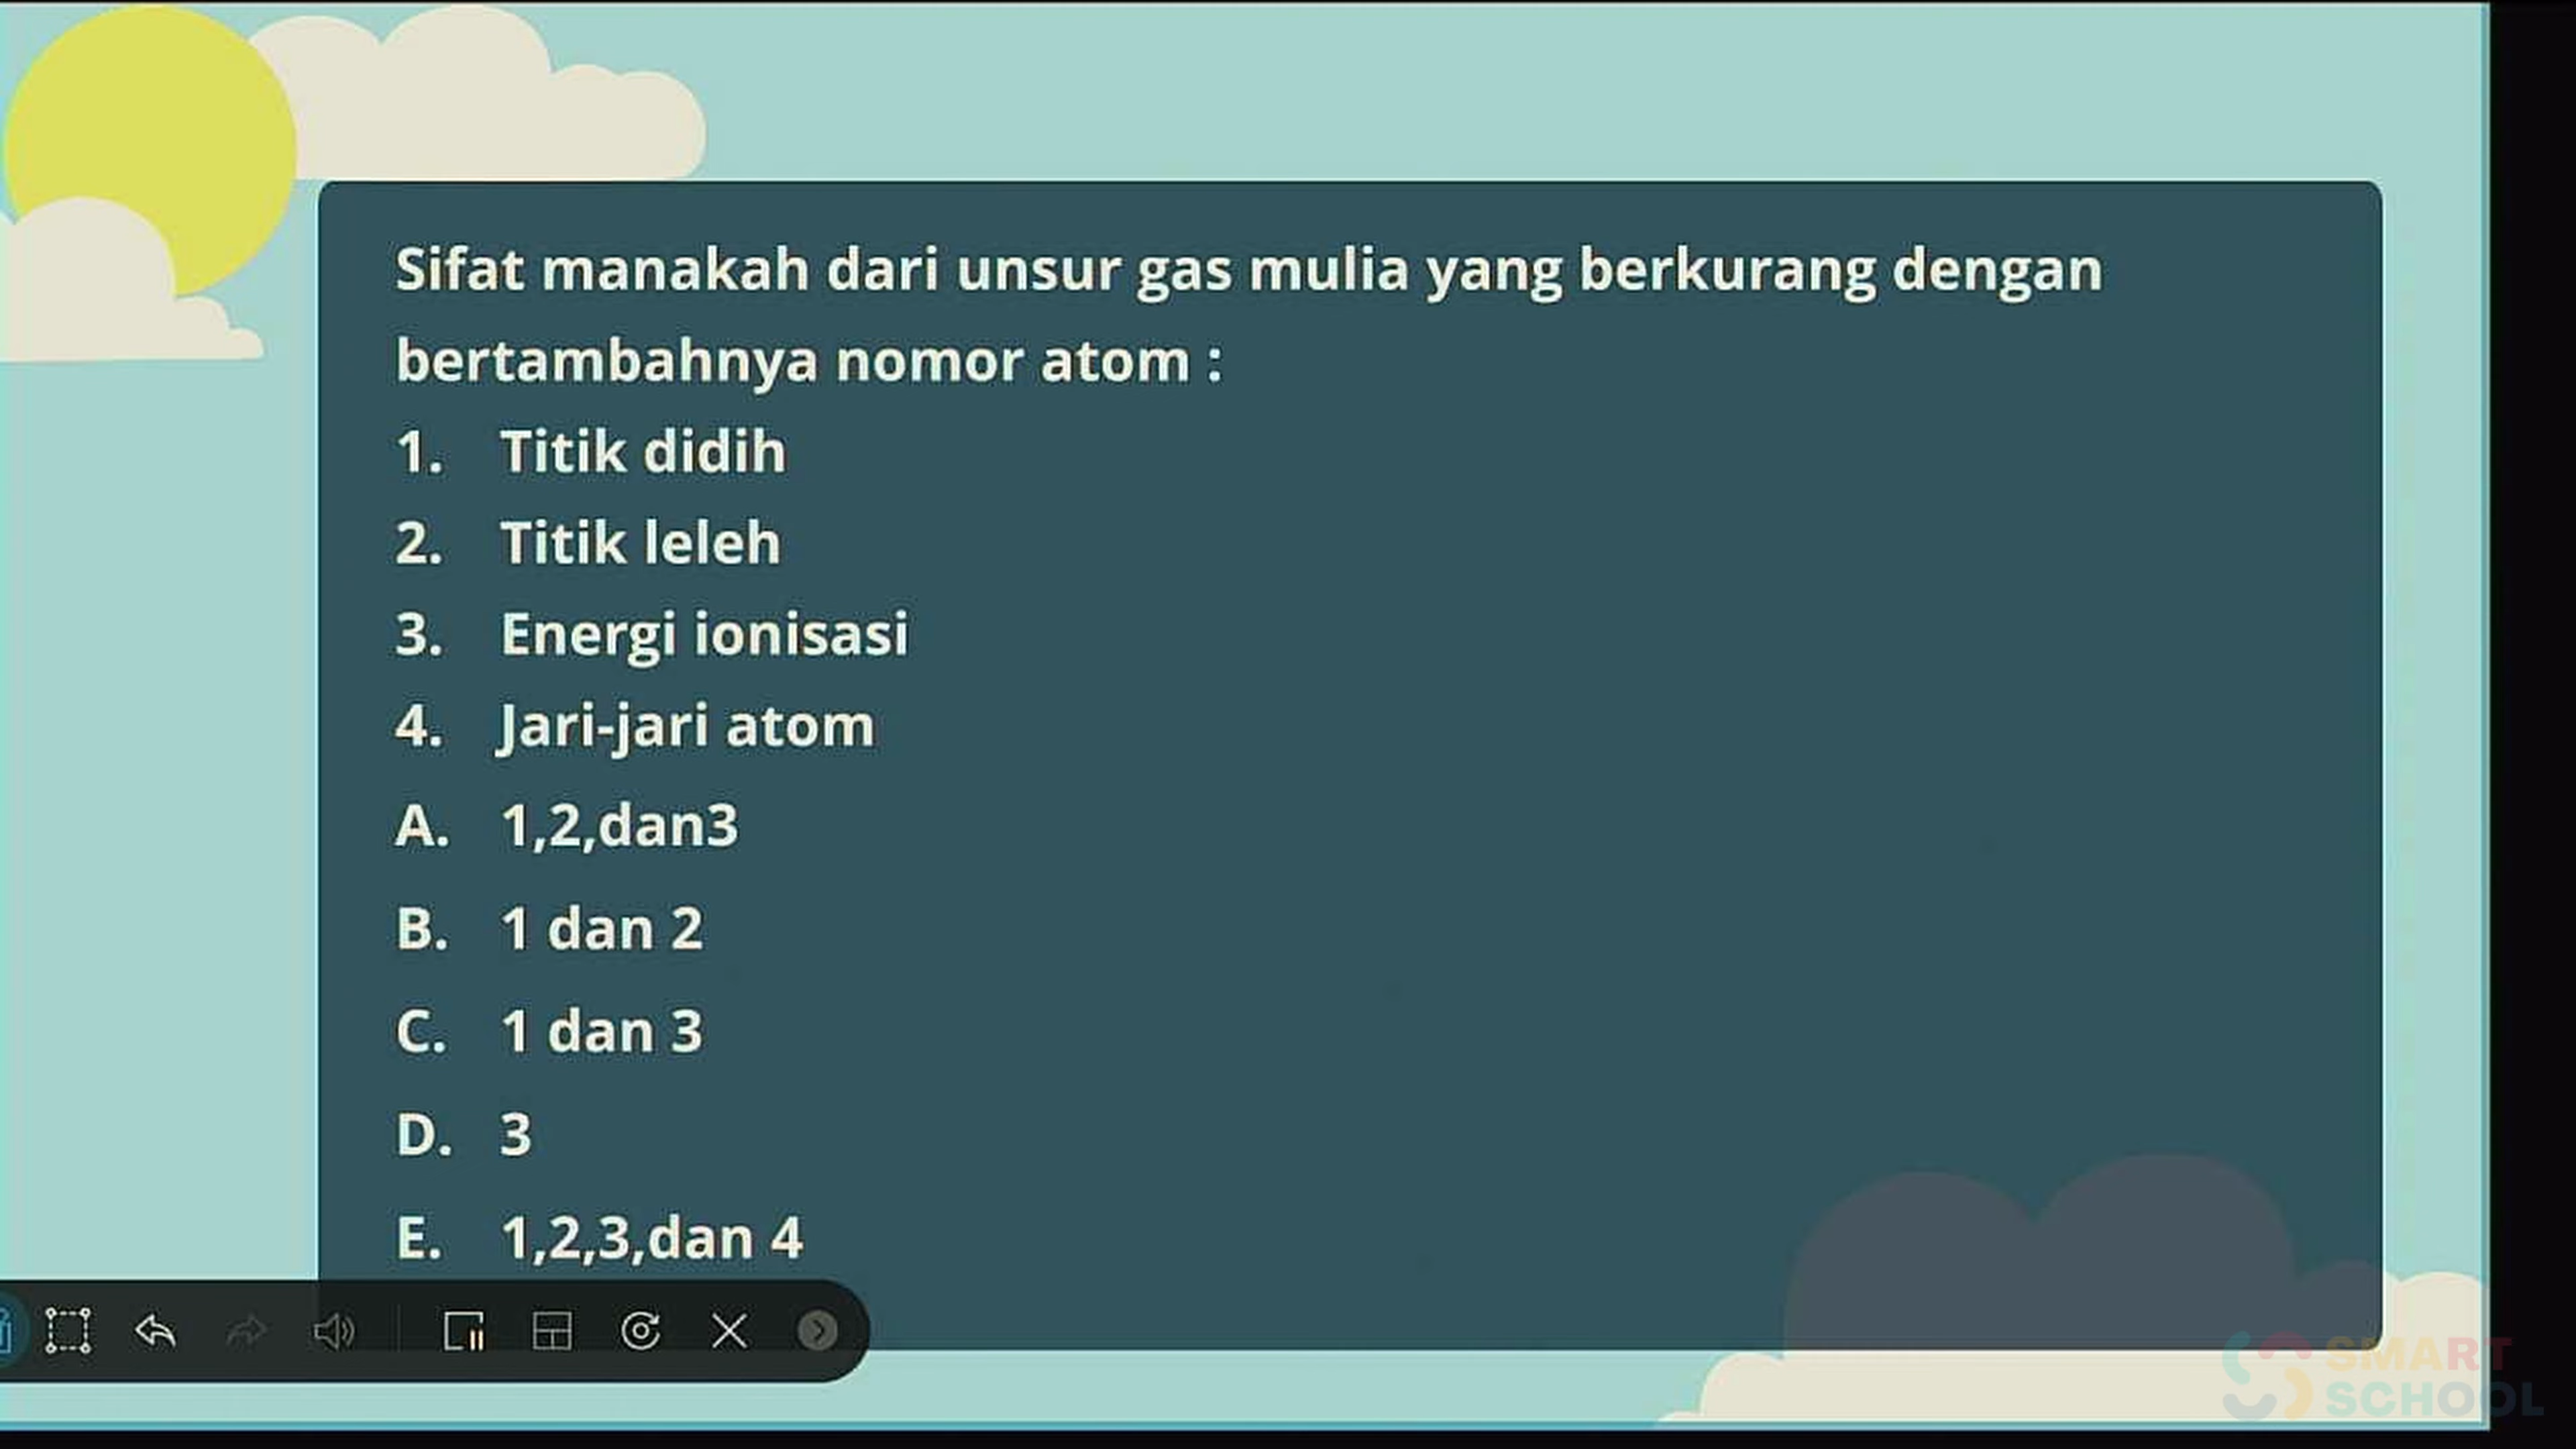 Sifat manakah dari unsur gas mulia yang berkurang dengan
bertambahnya nomor atom :
1. Titik didih
2. Titik leleh
3. Energi ionisasi
4. Jari-jari atom
A. 1,2,dan3
B. 1 dan 2
C. 1 dan 3
D. 3
E. 1,2,3,dan 4
SMART
SCHOOL